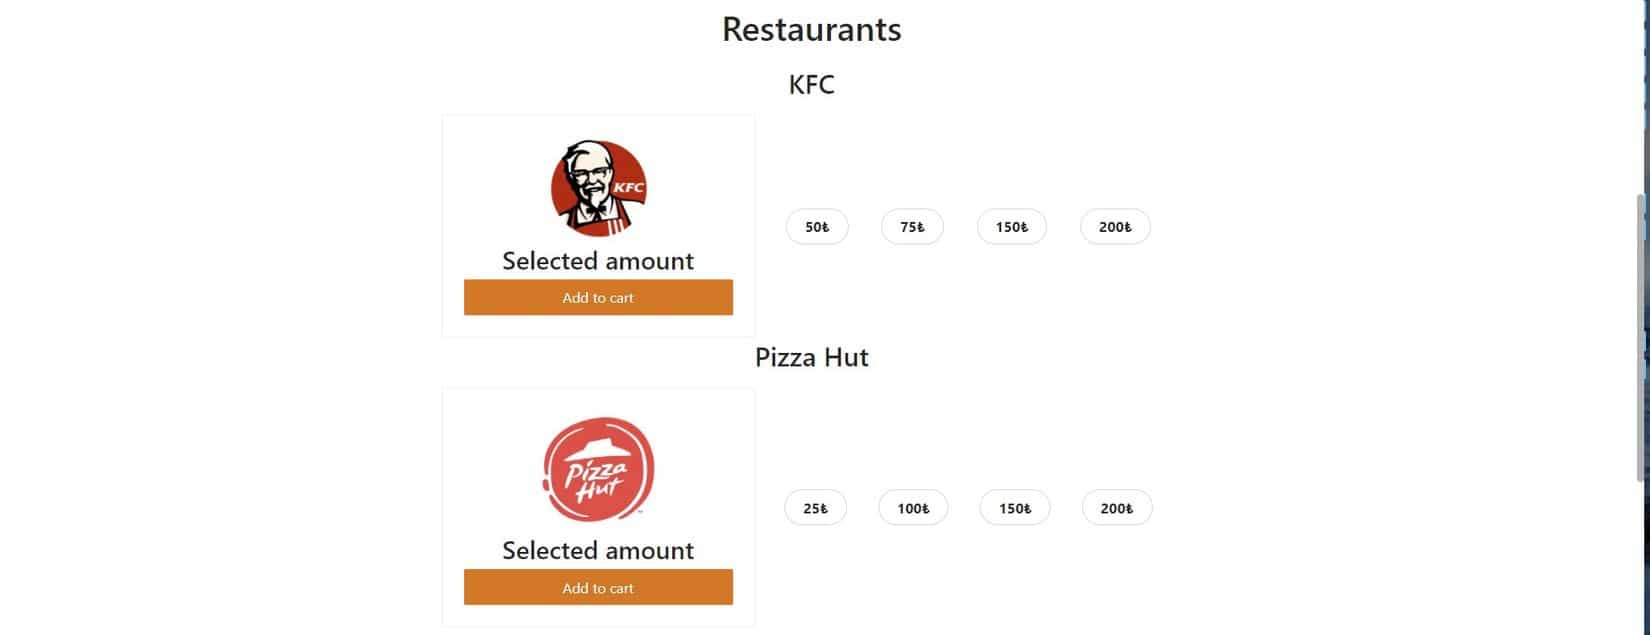 Restaurants
KFC
KFC
Selected amount
Add to cart
50₺ 75₺ 150₺ 200₺
Pizza Hut
Pizza
Hut
Selected amount
Add to cart
25₺ 100₺ 150₺ 200₺